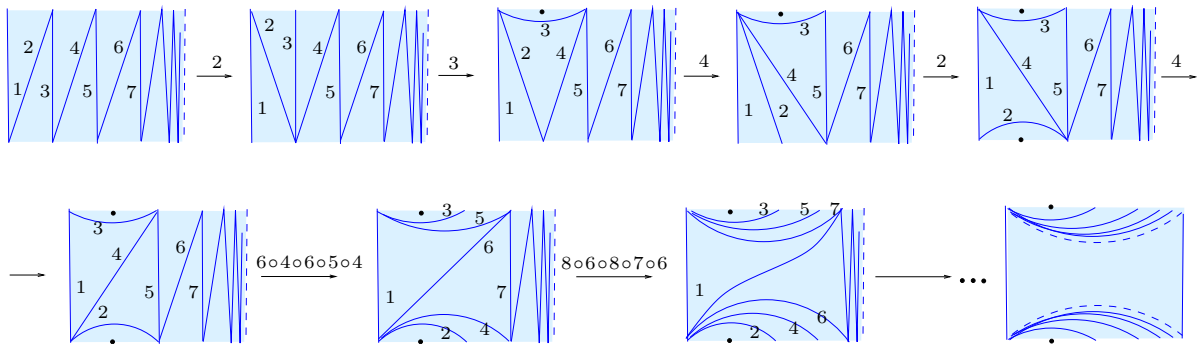 2 4 6 1 3 5 7
2
2 3 4 6 1 5 7
3
3 2 4 6 5 7 1
4
3 6 4 5 7 1 2
2
3 6 4 1 5 7 2
4
3 6 4 1 5 7 2
6∘4∘6∘5∘4
3 5 6 1 7 2 4
8∘6∘8∘7∘6
3 5 7 1 6 2 4
•••